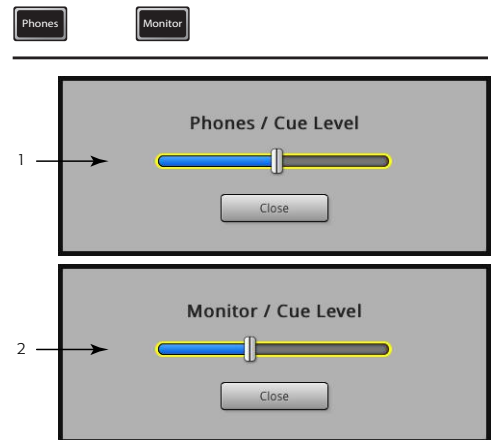 Phones Monitor
Phones / Cue Level
1
Close
Monitor / Cue Level
2
Close